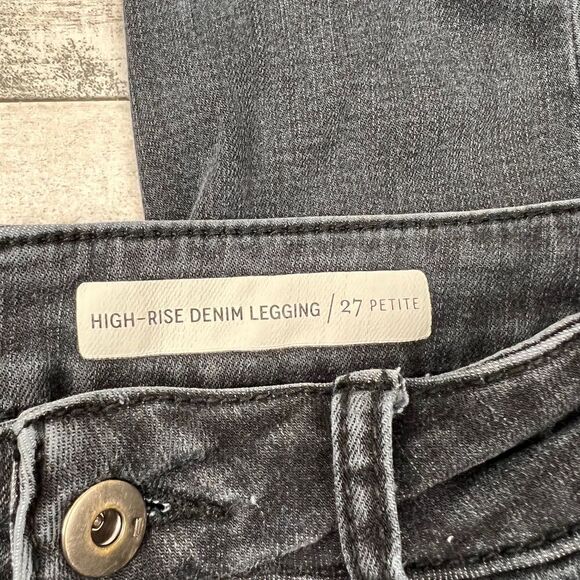 HIGH-RISE DENIM LEGGING / 27 PETITE